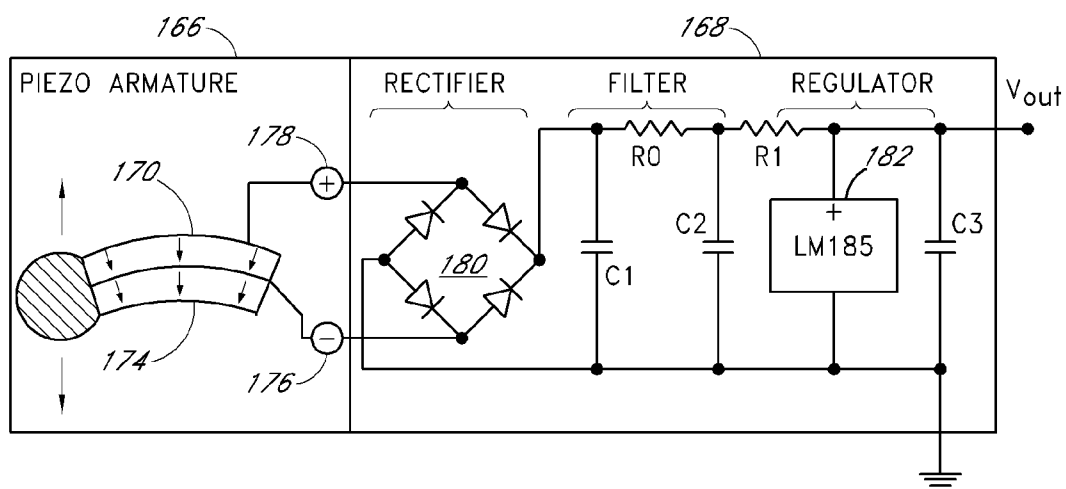 166
168
PIEZO ARMATURE
RECTIFIER
FILTER
REGULATOR
Vout
178
+
R0
R1
182
170
+
LM185
C1
C2
C3
180
174
−
176